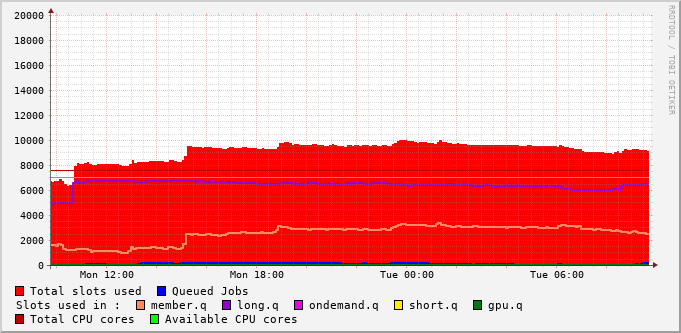 20000
18000
16000
14000
12000
10000
8000
6000
4000
2000
0
Mon 12:00 Mon 18:00 Tue 00:00 Tue 06:00
RRDTOOL / TOBI OETIKER
Total slots used Queued Jobs
Slots used in : member.q long.q ondemand.q short.q gpu.q
Total CPU cores Available CPU cores